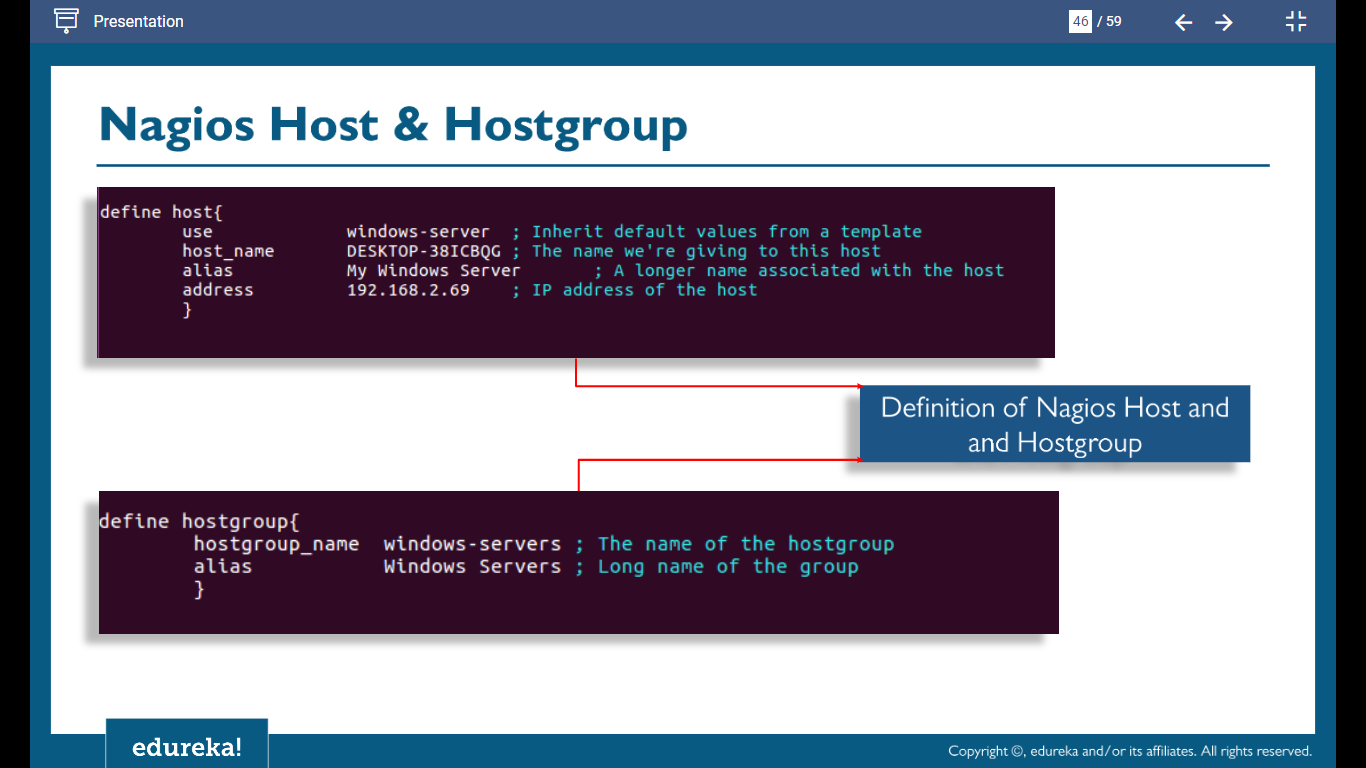 Presentation
46 / 59
Nagios Host & Hostgroup
define host{
use windows-server ; Inherit default values from a template
host_name DESKTOP-38ICBQG ; The name we're giving to this host
alias My Windows Server ; A longer name associated with the host
address 192.168.2.69 ; IP address of the host
}
Definition of Nagios Host and
and Hostgroup
define hostgroup{
hostgroup_name windows-servers ; The name of the hostgroup
alias Windows Servers ; Long name of the group
}
edureka!
Copyright ©, edureka and/or its affiliates. All rights reserved.